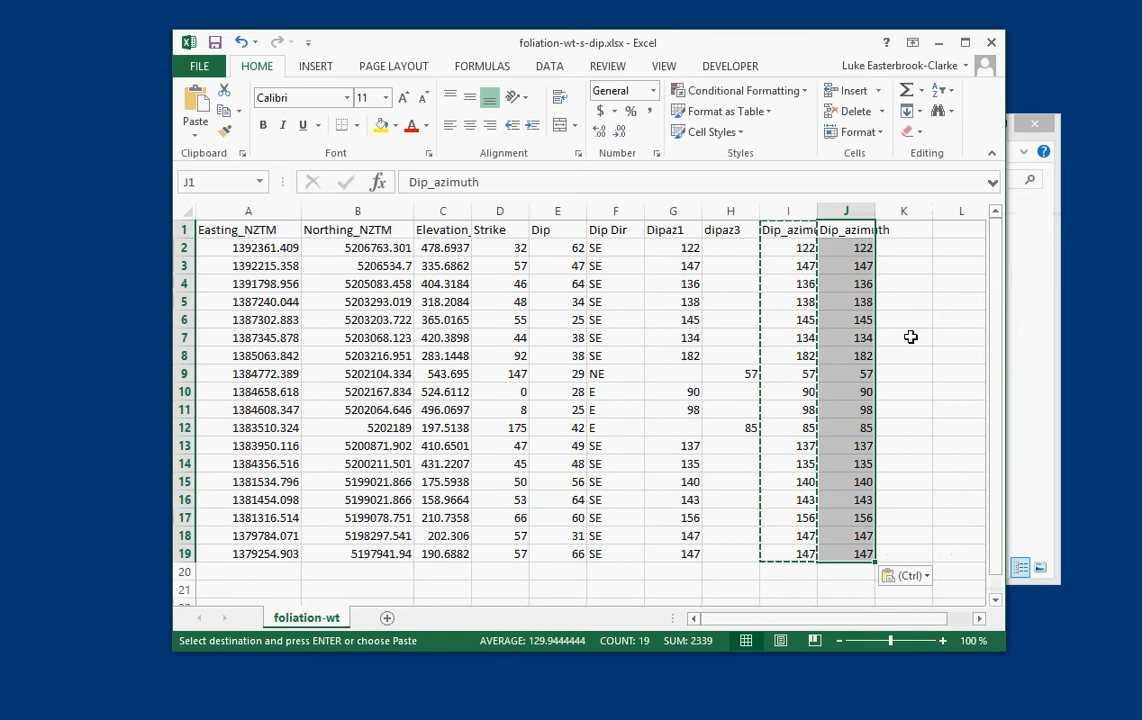 foliation-wt-s-dip.xlsx - Excel
?
FILE HOME INSERT PAGE LAYOUT FORMULAS DATA REVIEW VIEW DEVELOPER Luke Easterbrook-Clarke
Paste Calibri 11 A A General Conditional Formatting Insert Σ
B I U A $ % , Format as Table Delete
Cell Styles Format
Clipboard Font Alignment Number Styles Cells Editing
J1 fx Dip_azimuth
A B C D E F G H I J K L
1 Easting_NZTM Northing_NZTM Elevation_ Strike Dip Dip Dir Dipaz1 dipaz3 Dip_azimu Dip_azimuth
2 1392361.409 5206763.301 478.6937 32 62 SE 122 122 122
3 1392215.358 5206534.7 335.6862 57 47 SE 147 147 147
4 1391798.956 5205083.458 404.3184 46 64 SE 136 136 136
5 1387240.044 5203293.019 318.2084 48 34 SE 138 138 138
6 1387302.883 5203203.722 365.0165 55 25 SE 145 145 145
7 1387345.878 5203068.123 420.3898 44 38 SE 134 134 134
8 1385063.842 5203216.951 283.1448 92 38 SE 182 182 182
9 1384772.389 5202104.334 543.695 147 29 NE 57 57 57
10 1384658.618 5202167.834 524.6112 0 28 E 90 90 90
11 1384608.347 5202064.646 496.0697 8 25 E 98 98 98
12 1383510.324 5202189 197.5138 175 42 E 85 85 85
13 1383950.116 5200871.902 410.6501 47 49 SE 137 137 137
14 1384356.516 5200211.501 431.2207 45 48 SE 135 135 135
15 1381534.796 5199021.866 175.5938 50 56 SE 140 140 140
16 1381454.098 5199021.866 158.9664 53 64 SE 143 143 143
17 1381316.514 5199078.751 210.7358 66 60 SE 156 156 156
18 1379784.071 5198297.541 202.306 57 31 SE 147 147 147
19 1379254.903 5197941.94 190.6882 57 66 SE 147 147 147
20 (Ctrl)
21
foliation-wt
Select destination and press ENTER or choose Paste AVERAGE: 129.9444444 COUNT: 19 SUM: 2339 100 %